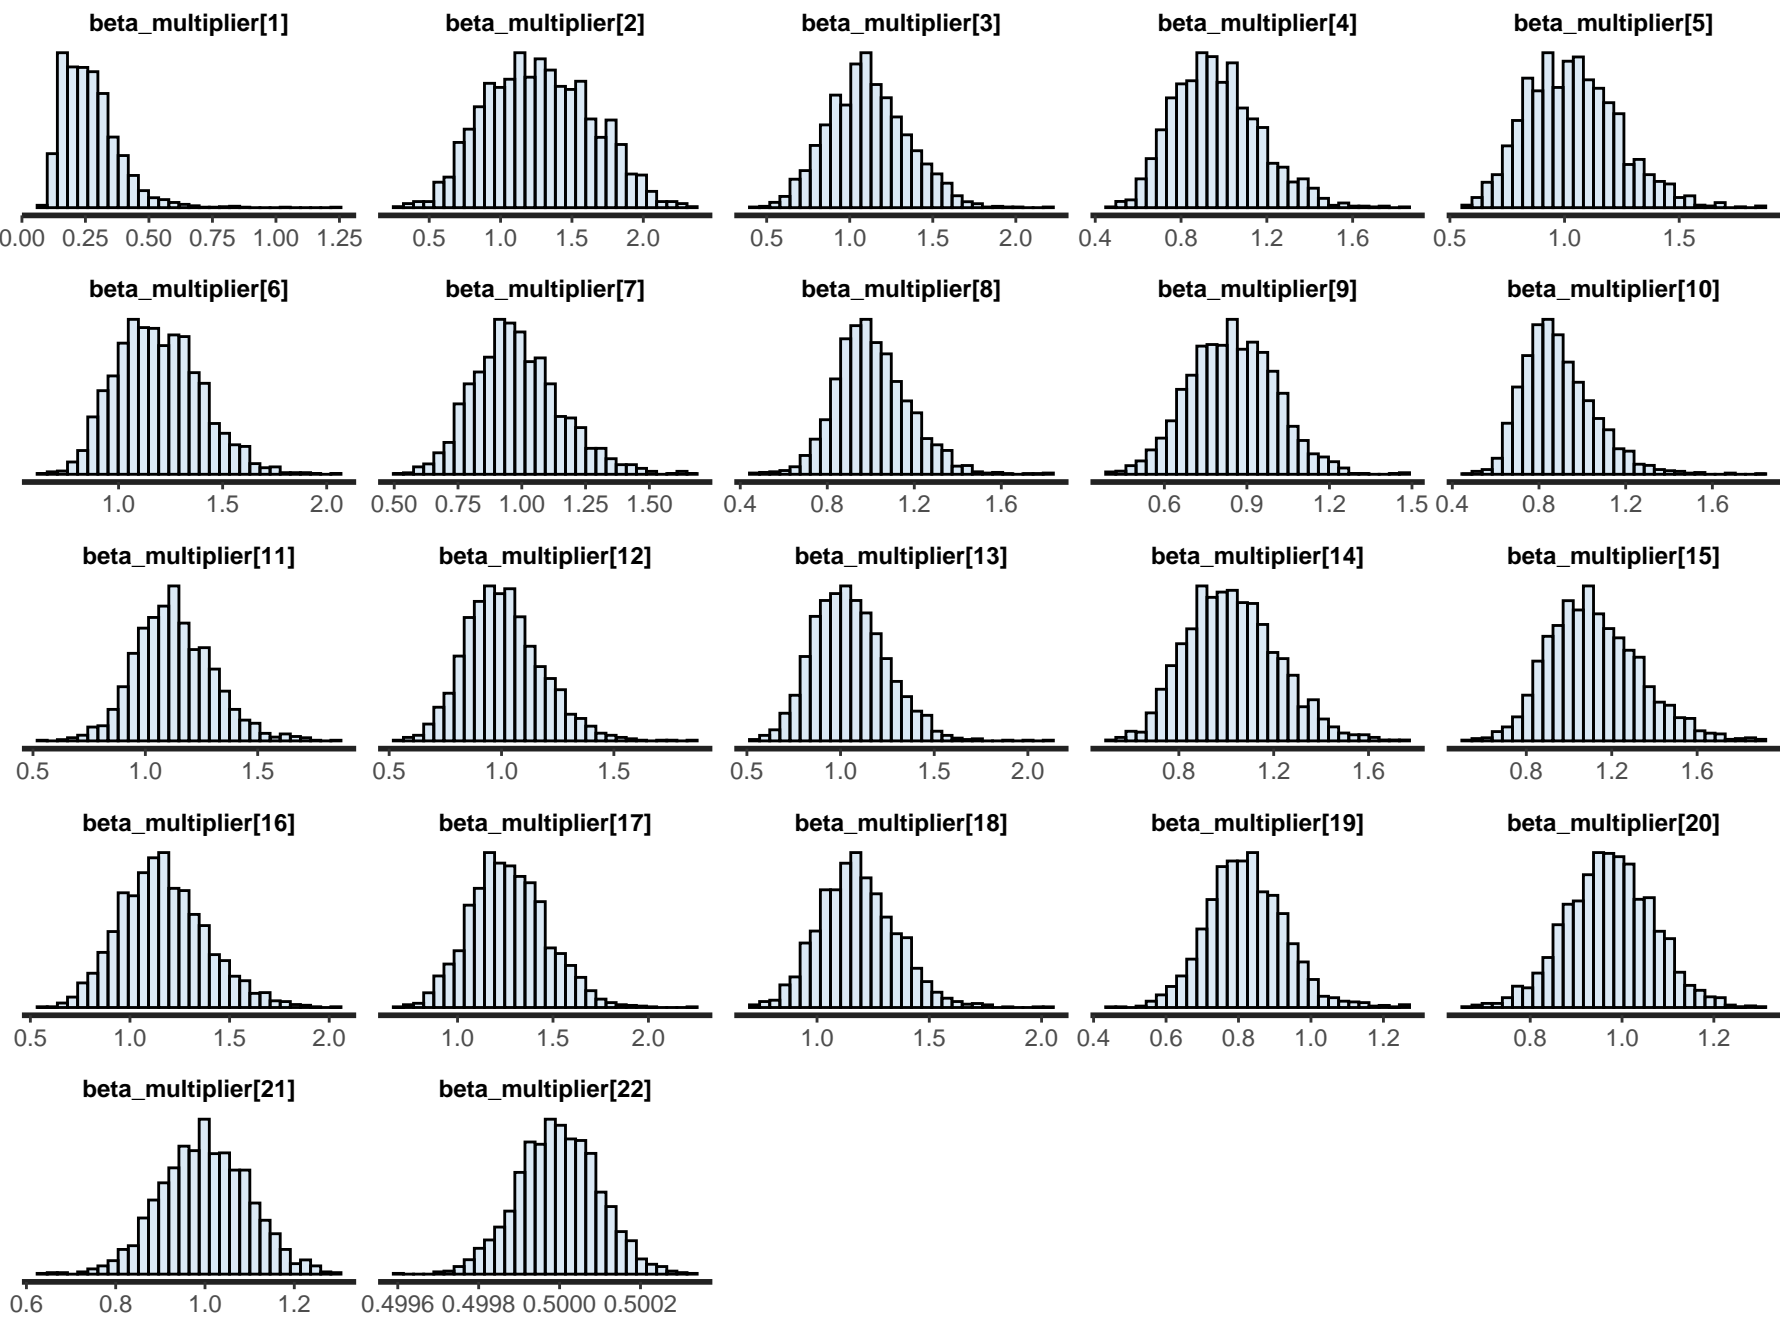 beta_multiplier[1] beta_multiplier[2] beta_multiplier[3] beta_multiplier[4] beta_multiplier[5]
0.00 0.25 0.50 0.75 1.00 1.25 0.5 1.0 1.5 2.0 0.5 1.0 1.5 2.0 0.4 0.8 1.2 1.6 0.5 1.0 1.5
beta_multiplier[6] beta_multiplier[7] beta_multiplier[8] beta_multiplier[9] beta_multiplier[10]
1.0 1.5 2.0 0.50 0.75 1.00 1.25 1.50 0.4 0.8 1.2 1.6 0.6 0.9 1.2 1.5 0.4 0.8 1.2 1.6
beta_multiplier[11] beta_multiplier[12] beta_multiplier[13] beta_multiplier[14] beta_multiplier[15]
0.5 1.0 1.5 0.5 1.0 1.5 0.5 1.0 1.5 2.0 0.8 1.2 1.6 0.8 1.2 1.6
beta_multiplier[16] beta_multiplier[17] beta_multiplier[18] beta_multiplier[19] beta_multiplier[20]
0.5 1.0 1.5 2.0 1.0 1.5 2.0 1.0 1.5 2.0 0.4 0.6 0.8 1.0 1.2 0.8 1.0 1.2
beta_multiplier[21] beta_multiplier[22]
0.6 0.8 1.0 1.2 0.4996 0.4998 0.5000 0.5002